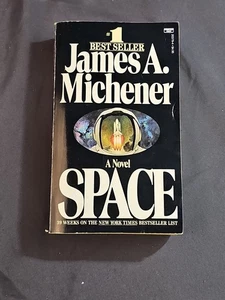 #1
BEST SELLER
James A.
Michener
A Novel
SPACE
WEEKS ON THE NEW YORK TIMES BESTSELLER LIST